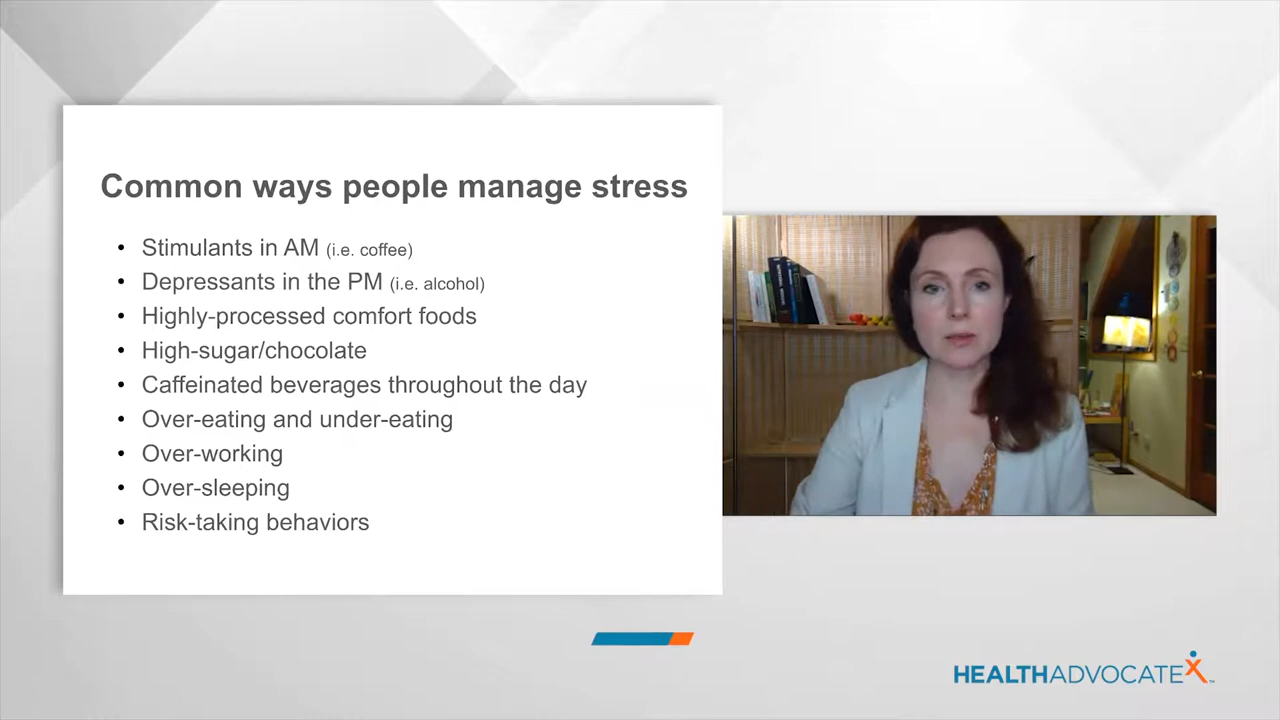 Common ways people manage stress
• Stimulants in AM (i.e. coffee)
• Depressants in the PM (i.e. alcohol)
• Highly-processed comfort foods
• High-sugar/chocolate
• Caffeinated beverages throughout the day
• Over-eating and under-eating
• Over-working
• Over-sleeping
• Risk-taking behaviors
HEALTHADVOCATEX™